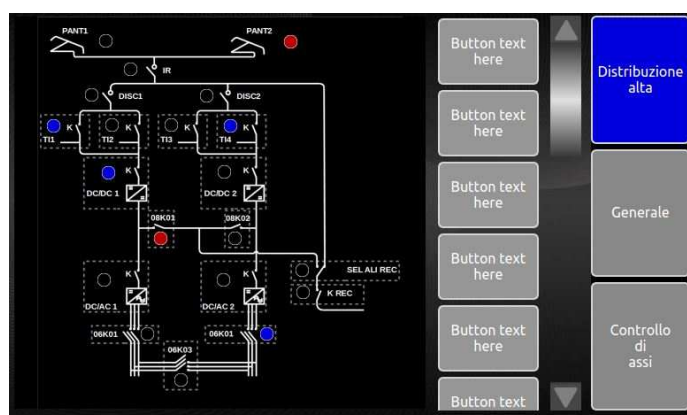 PANT1
PANT2
IR
DISC1
DISC2
K
K
K
K
TI1
TI2
TI3
TI4
K
K
DC/DC 1
DC/DC 2
08K01
08K02
SEL ALI REC
K
K
K REC
DC/AC 1
DC/AC 2
06K01
06K01
06K03
Button text
here
Button text
here
Button text
here
Button text
here
Button text
here
Button text
Distribuzione
alta
Generale
Controllo
di
assi